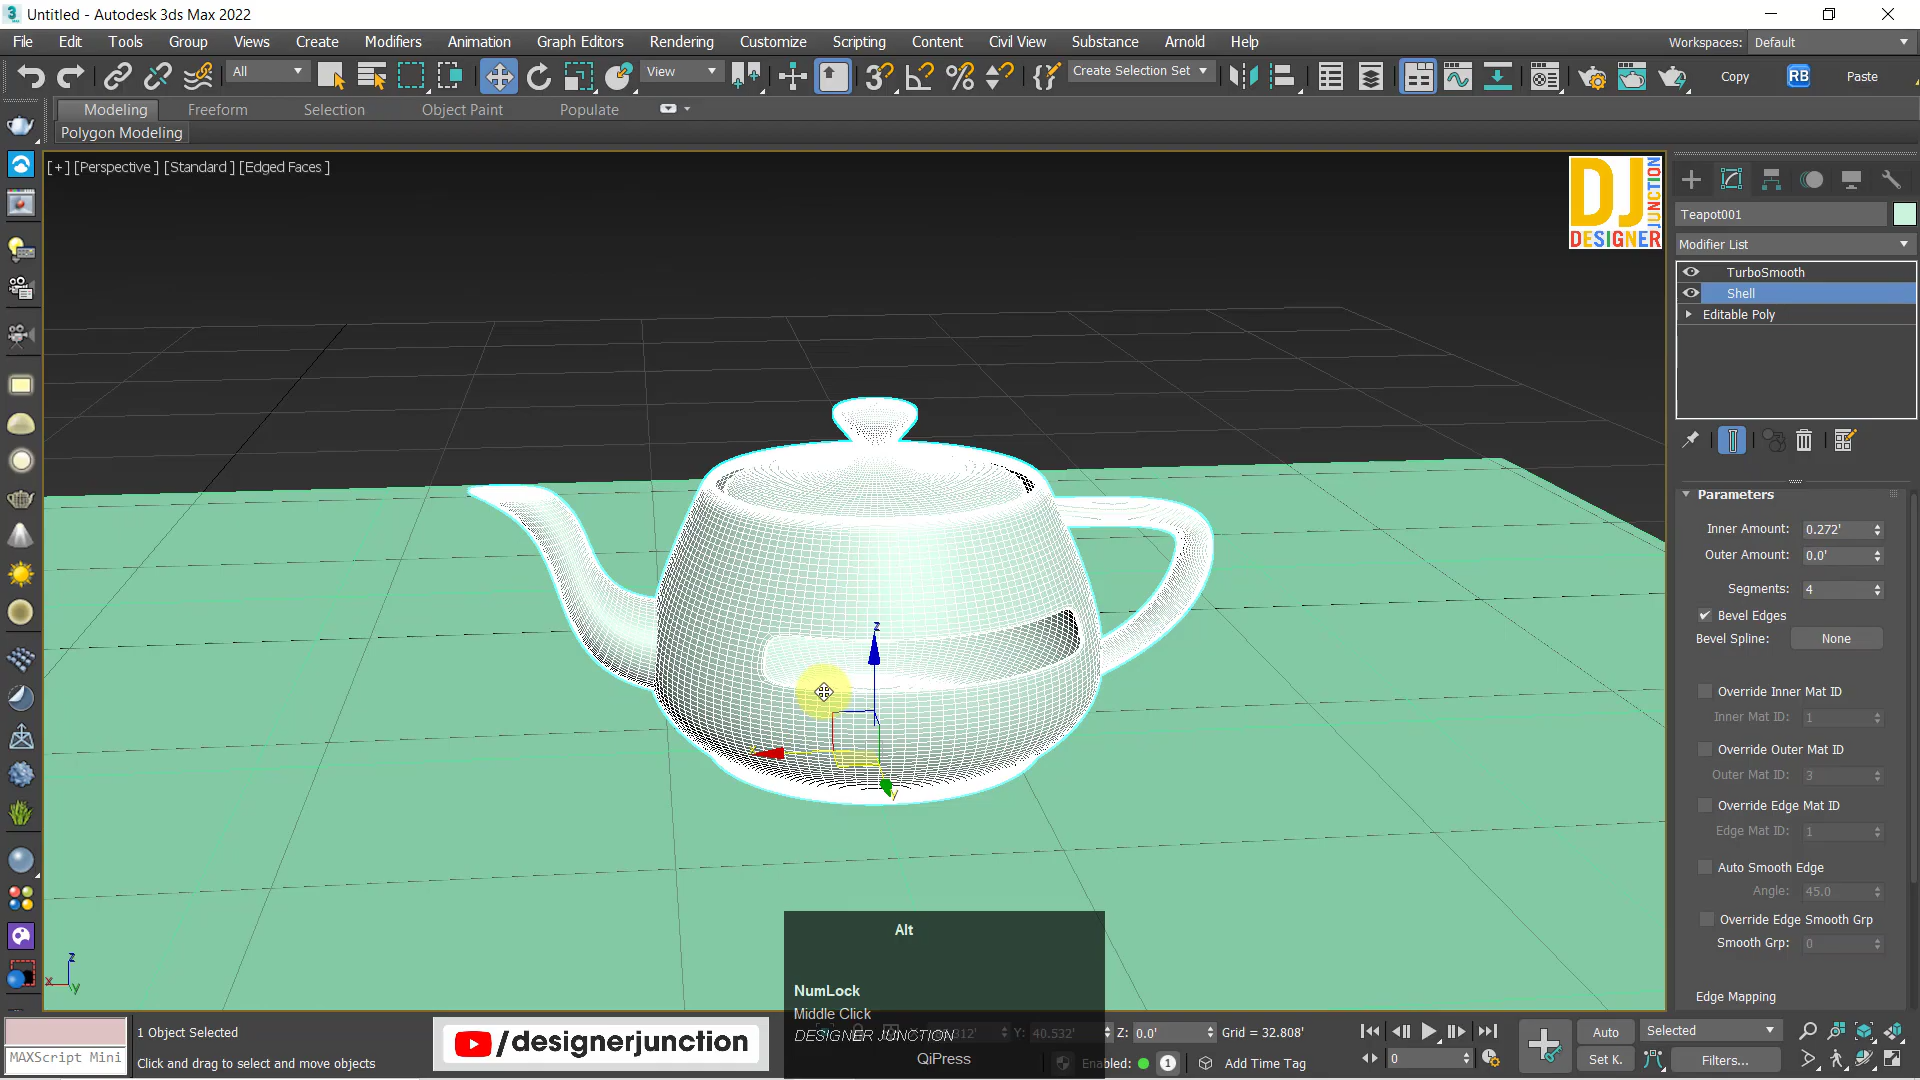 Untitled - Autodesk 3ds Max 2022
File Edit Tools Group Views Create Modifiers Animation Graph Editors Rendering Customize Scripting Content Civil View Substance Arnold Help
Workspaces: Default
All
View
Create Selection Set
Copy
RB
Paste
Modeling Freeform Selection Object Paint Populate
Polygon Modeling
[+] [Perspective ] [Standard ] [Edged Faces ]
DJ
JUNCTION
DESIGNER
Teapot001
Modifier List
TurboSmooth
Shell
Editable Poly
Parameters
Inner Amount: 0.272'
Outer Amount: 0.0'
Segments: 4
Bevel Edges
Bevel Spline: None
Override Inner Mat ID
Inner Mat ID: 1
Override Outer Mat ID
Outer Mat ID: 3
Override Edge Mat ID
Edge Mat ID: 1
Auto Smooth Edge
Angle: 45.0
Override Edge Smooth Grp
Smooth Grp: 0
Edge Mapping
z
x
y
z
x
y
Alt
NumLock
Middle Click
DESIGNER JUNCTION
QiPress
1 Object Selected
MAXScript Mini
Click and drag to select and move objects
/designerjunction
Y: 40.532'
Z: 0.0'
Grid = 32.808'
Enabled:
1
Add Time Tag
0
Auto
Selected
Set K.
Filters...